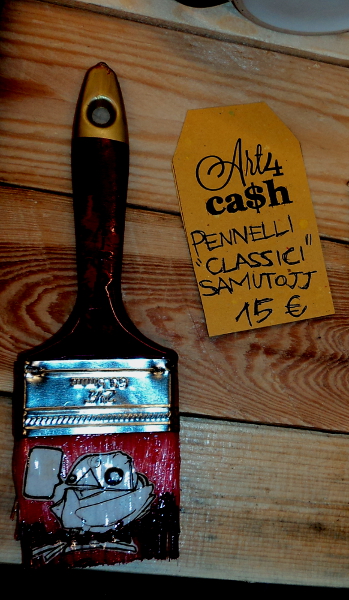 Art4
ca$h
PENNELLI
"CLASSICI"
SAMUTOJJ
15 €